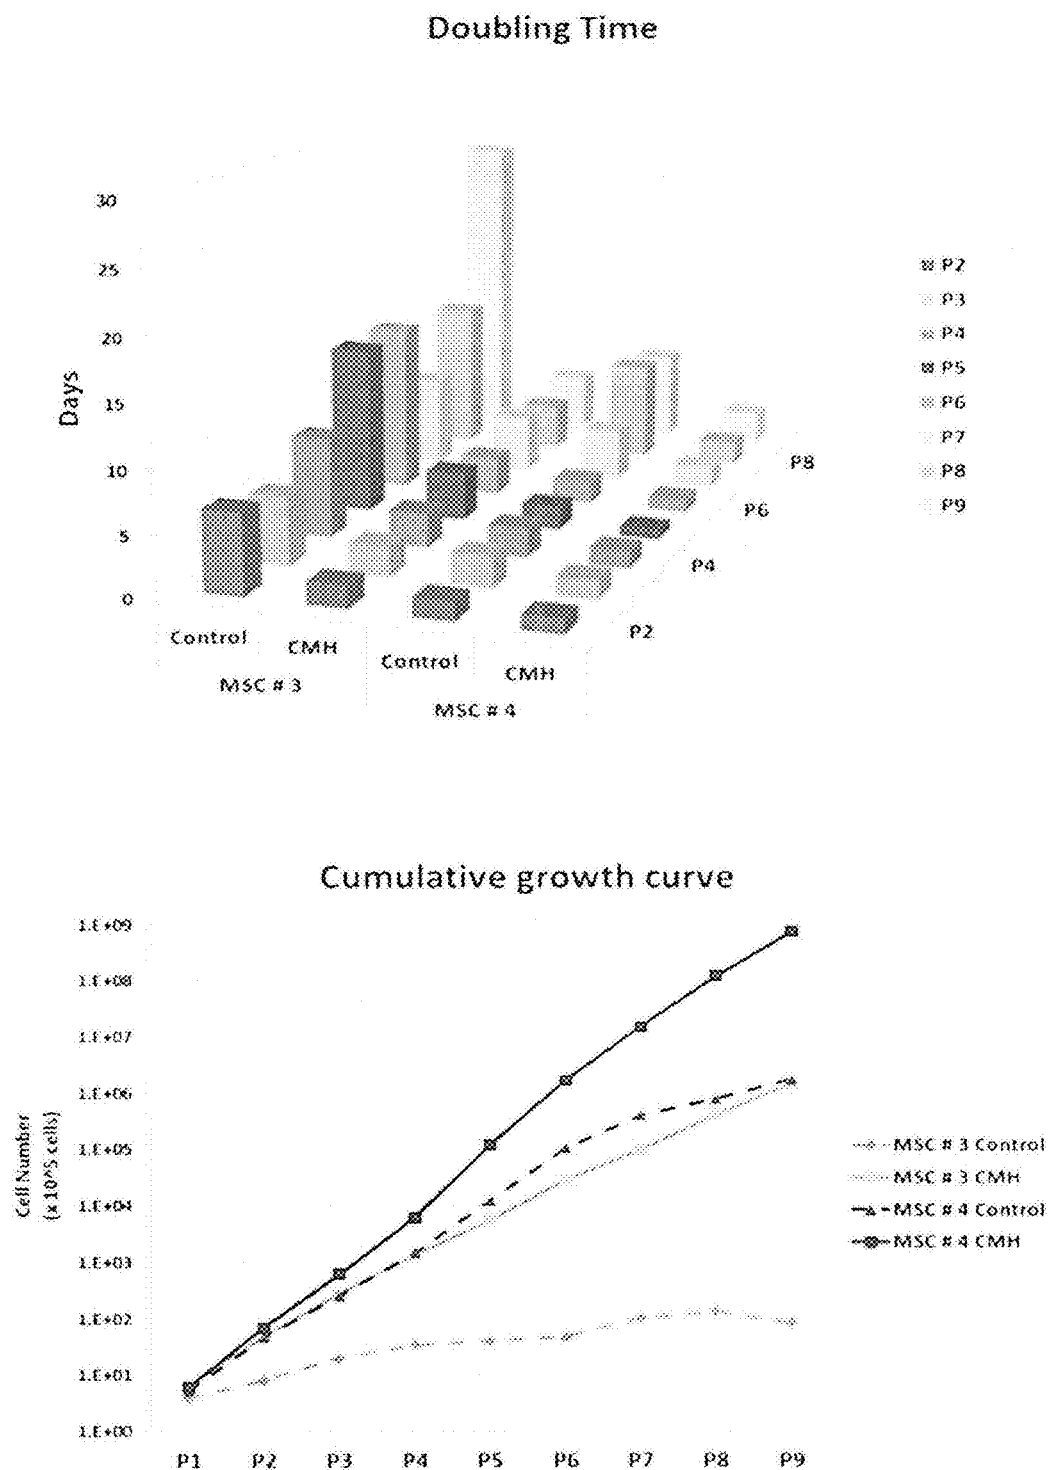 Doubling Time
30
25
20
15
10
5
0
Days
P2
P3
P4
P5
P6
P7
P8
P9
P8
P6
P4
P2
Control
CMH
Control
CMH
MSC # 3
MSC # 4
Cumulative growth curve
1.E+09
1.E+08
1.E+07
1.E+06
1.E+05
1.E+04
1.E+03
1.E+02
1.E+01
1.E+00
Cell Number
(x 10^5 cells)
MSC # 3 Control
MSC # 3 CMH
MSC # 4 Control
MSC # 4 CMH
P1 P2 P3 P4 P5 P6 P7 P8 P9